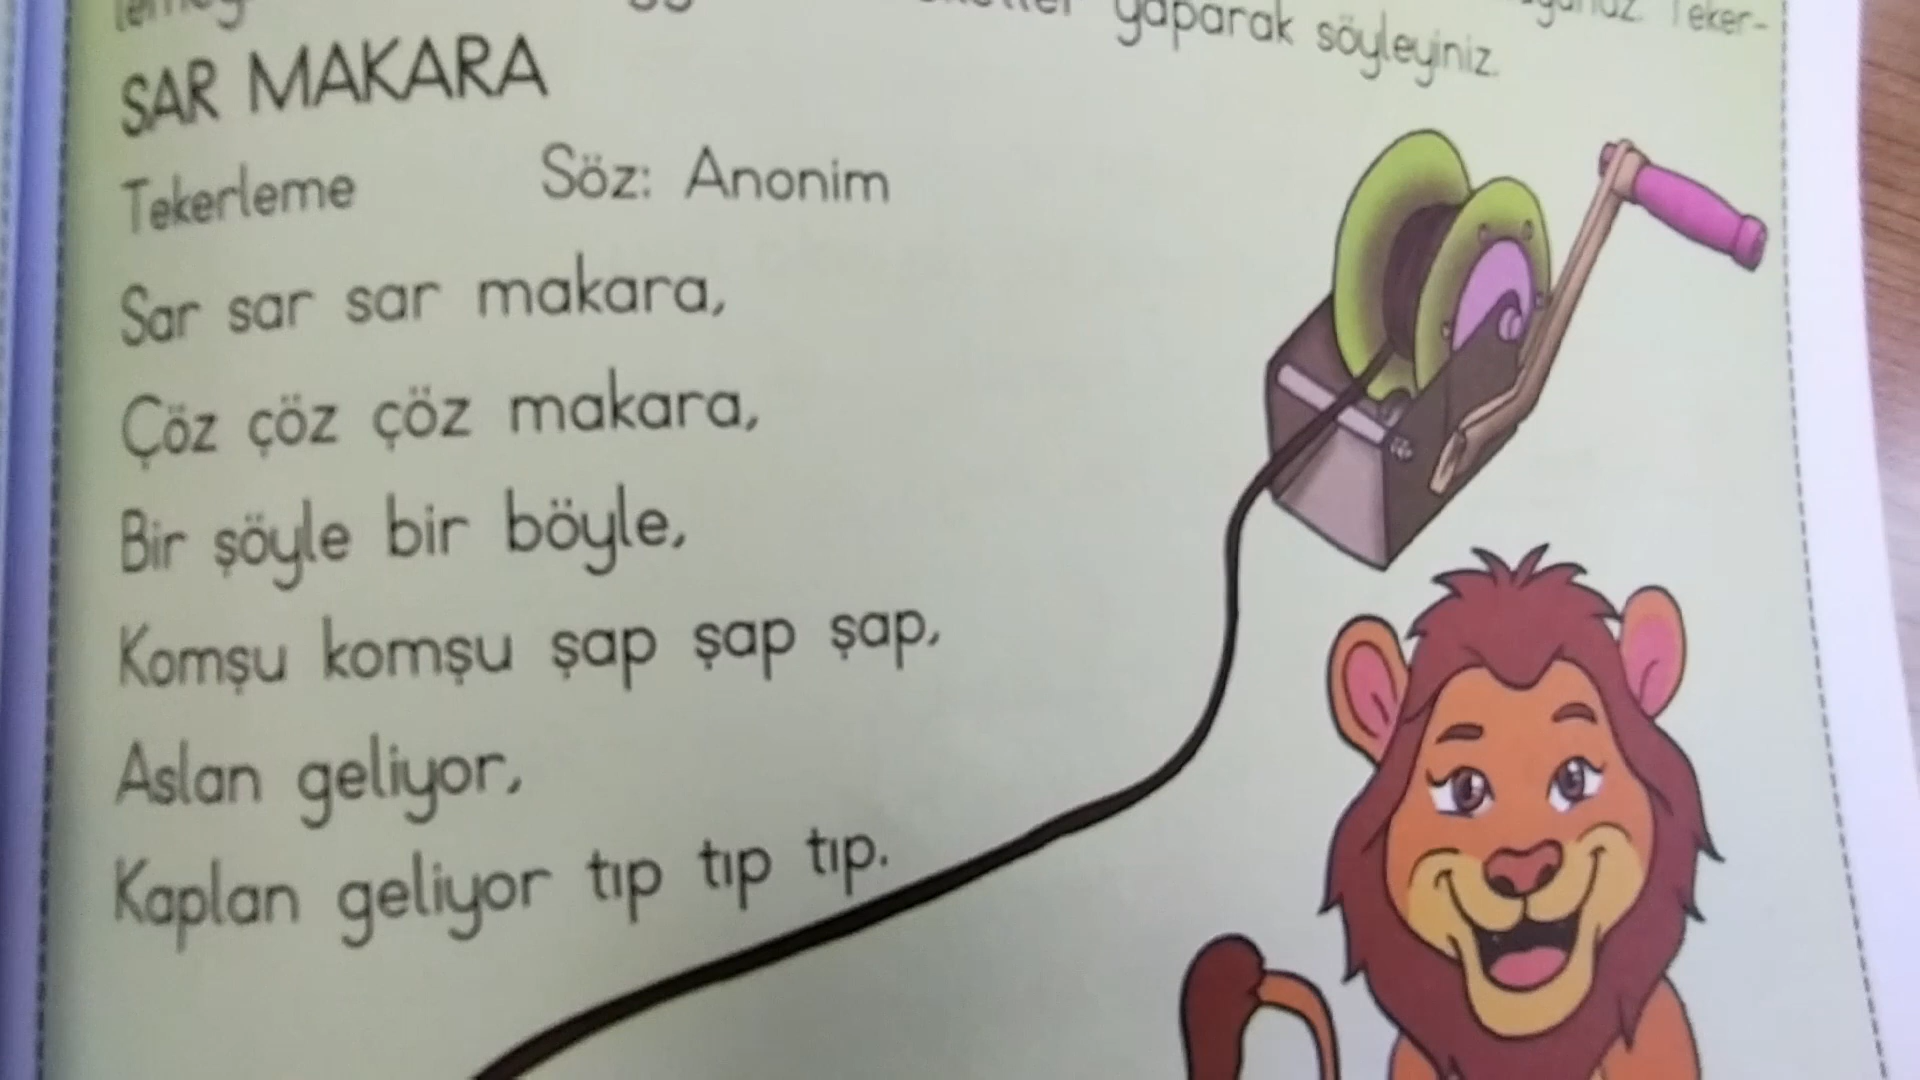 yaparak söyleyiniz.
SAR MAKARA
Tekerleme Söz: Anonim
Sar sar sar makara,
Çöz çöz çöz makara,
Bir şöyle bir böyle,
Komşu komşu şap şap şap,
Aslan geliyor,
Kaplan geliyor tıp tıp tıp.